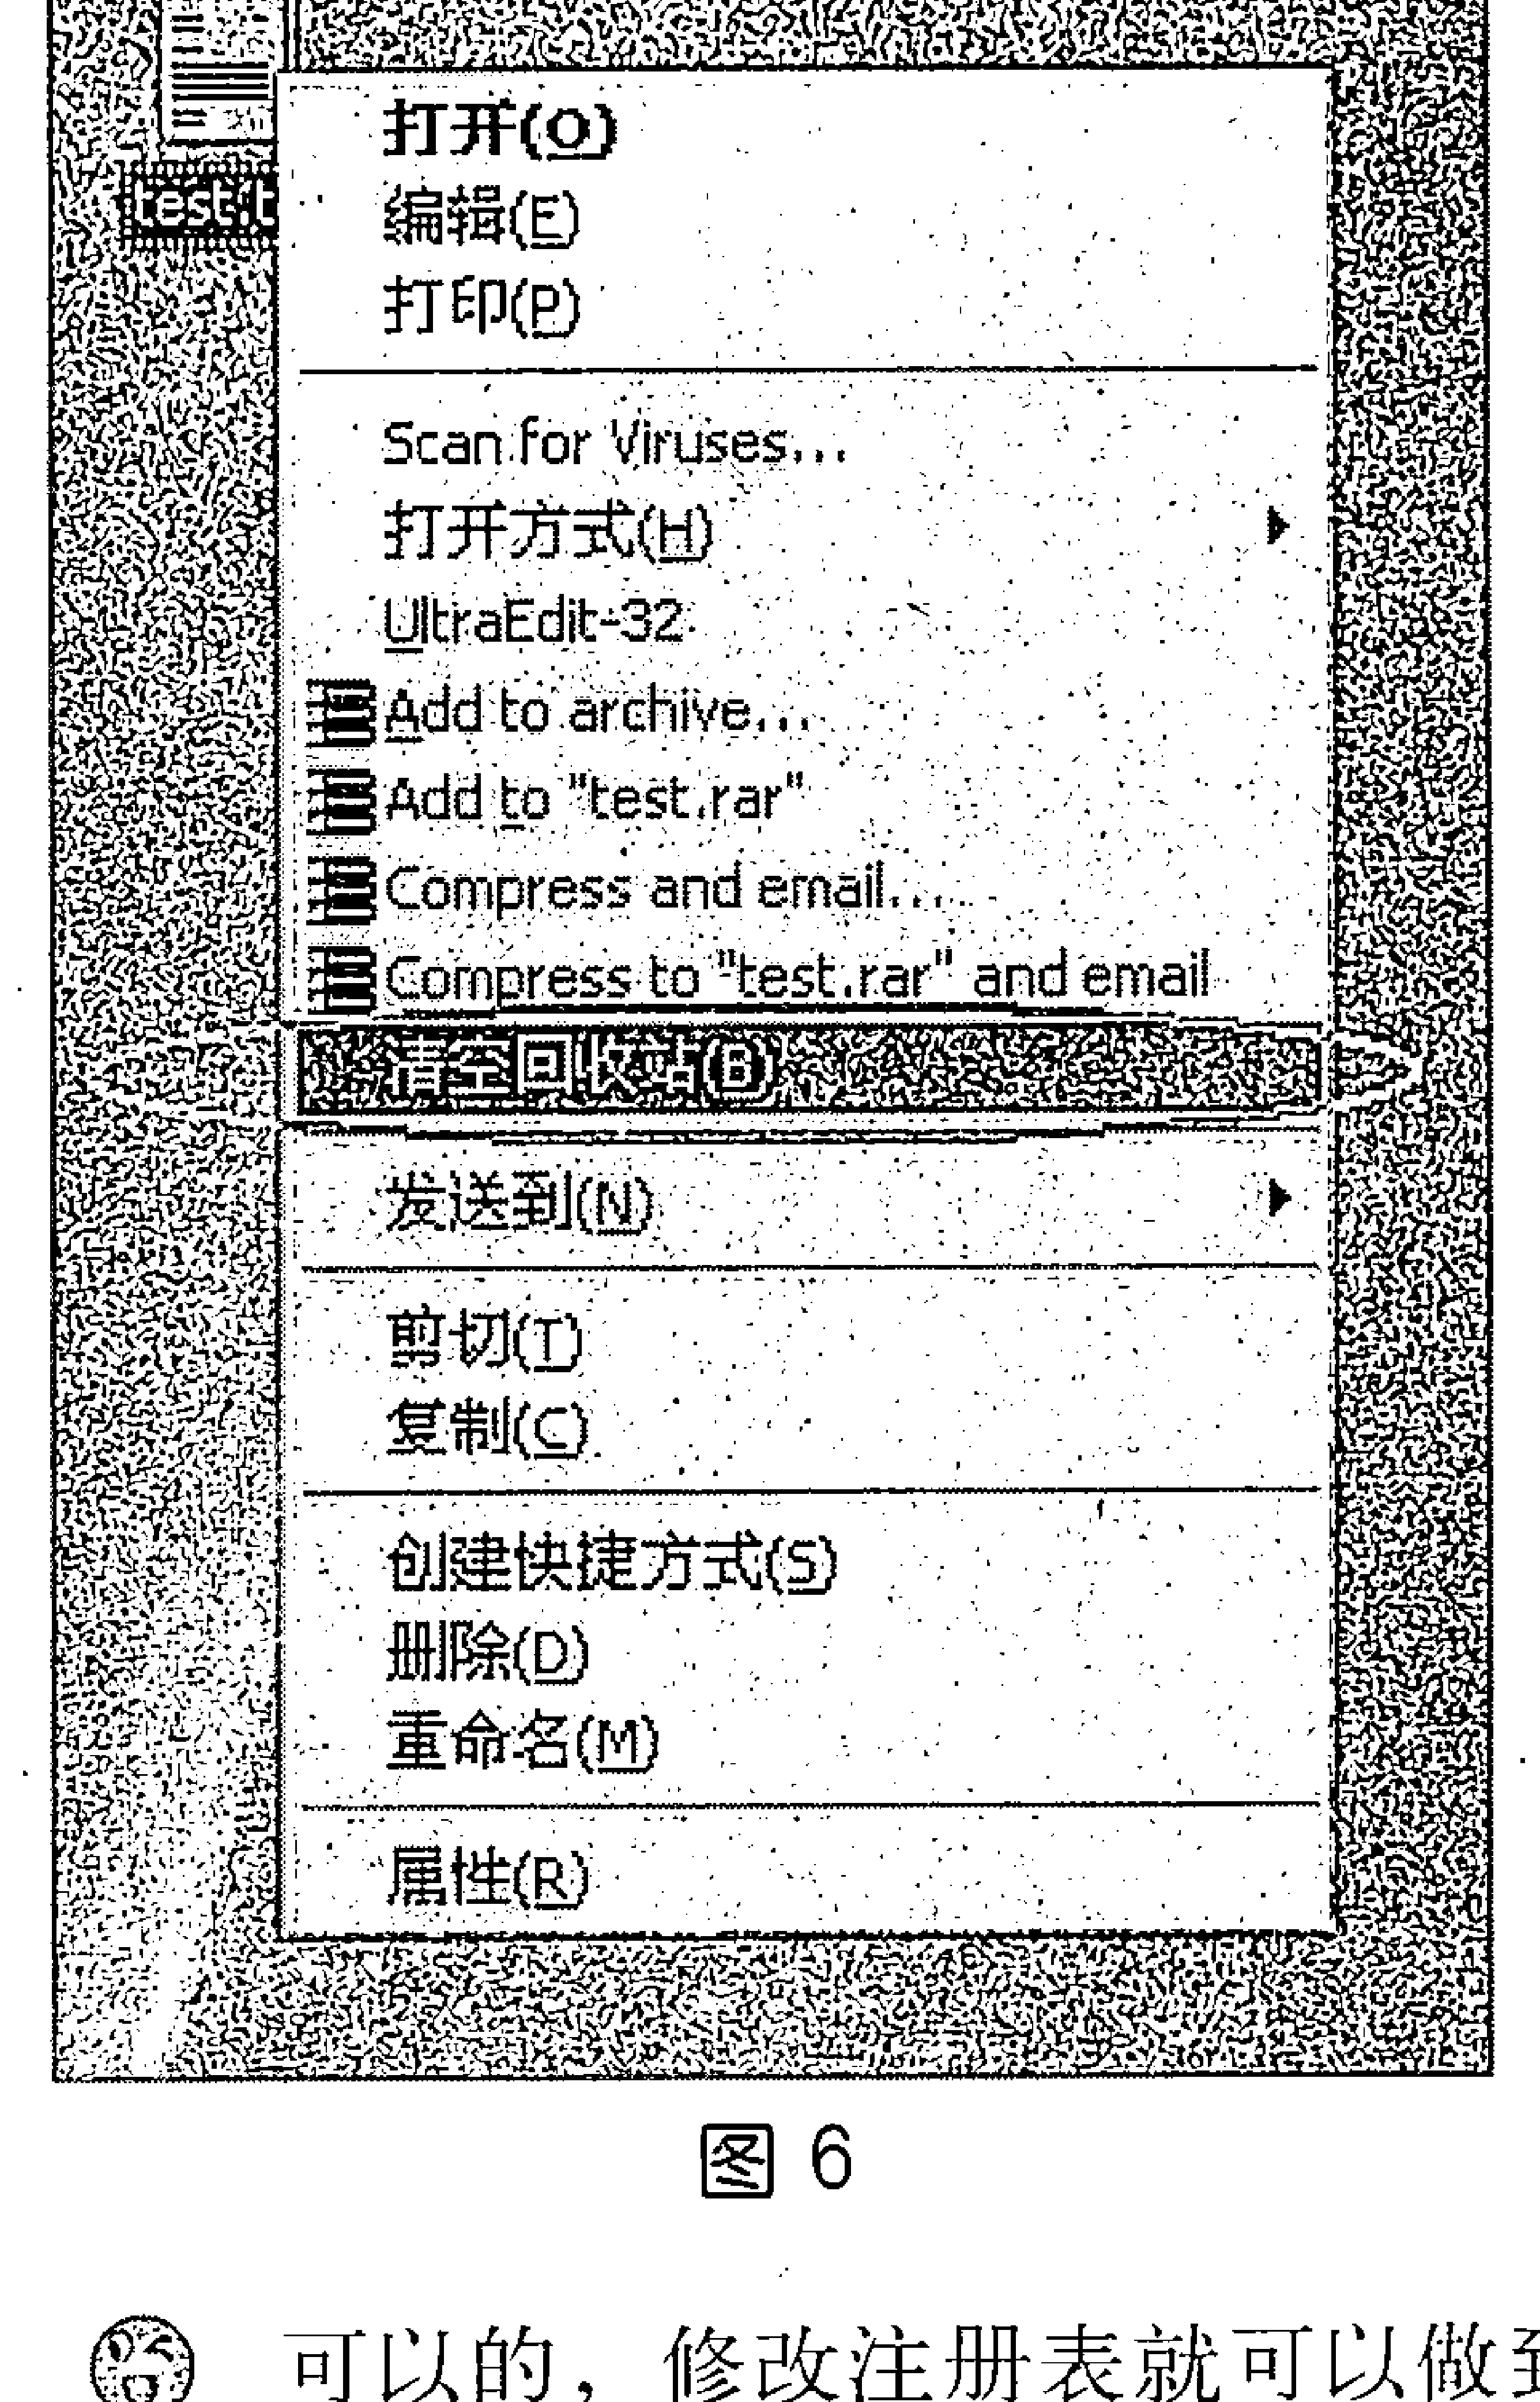 test.t
打开(O)
编辑(E)
打印(P)
Scan for Viruses...
打开方式(H)
UltraEdit-32
Add to archive...
Add to "test.rar"
Compress and email...
Compress to "test.rar" and email
清空回收站(B)
发送到(N)
剪切(T)
复制(C)
创建快捷方式(S)
删除(D)
重命名(M)
属性(R)
图 6
可以的，修改注册表就可以做到